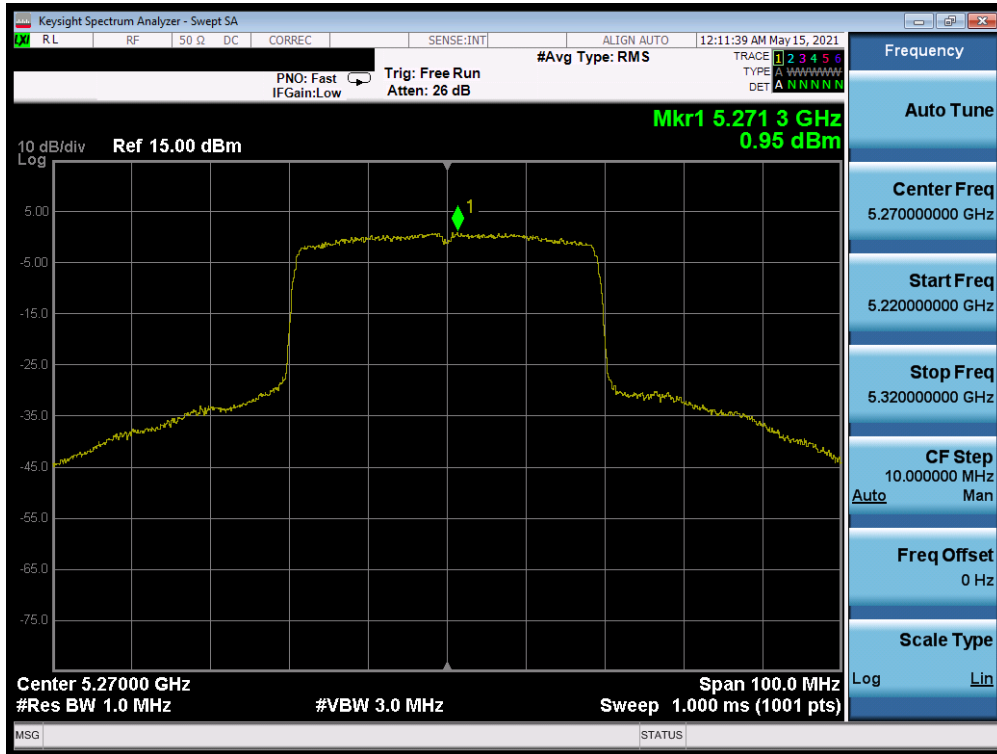 Keysight Spectrum Analyzer - Swept SA
LXI RL RF 50 Ω DC CORREC SENSE:INT ALIGN AUTO 12:11:39 AM May 15, 2021
#Avg Type: RMS TRACE 1 2 3 4 5 6
PNO: Fast Trig: Free Run TYPE A WWWWW
IFGain:Low Atten: 26 dB DET A N N N N N
Mkr1 5.271 3 GHz
10 dB/div Ref 15.00 dBm 0.95 dBm
Log
1
5.00
-5.00
-15.0
-25.0
-35.0
-45.0
-55.0
-65.0
-75.0
Center 5.27000 GHz Span 100.0 MHz
#Res BW 1.0 MHz #VBW 3.0 MHz Sweep 1.000 ms (1001 pts)
MSG STATUS
Frequency
Auto Tune
Center Freq
5.270000000 GHz
Start Freq
5.220000000 GHz
Stop Freq
5.320000000 GHz
CF Step
10.000000 MHz
Auto Man
Freq Offset
0 Hz
Scale Type
Log Lin